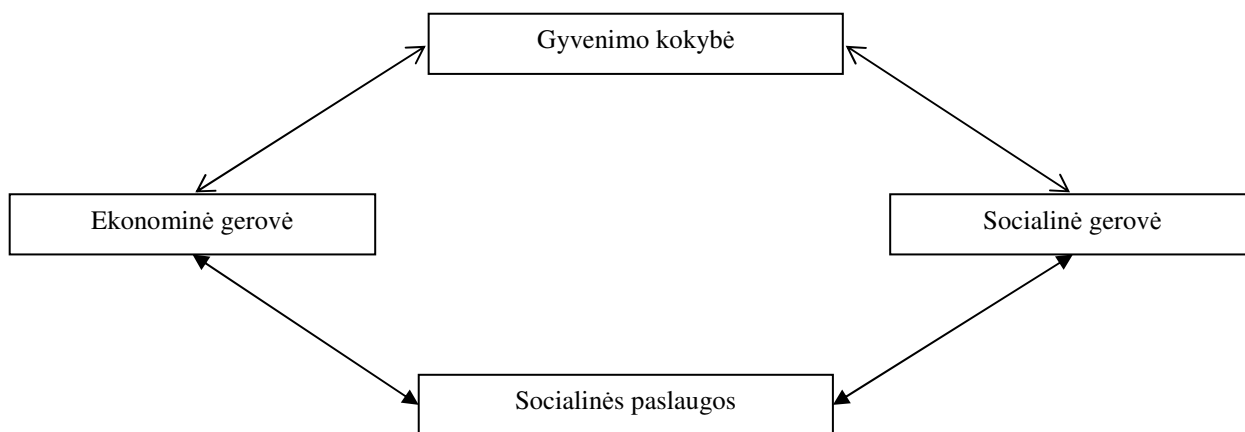 Gyvenimo kokybė
Ekonominė gerovė
Socialinė gerovė
Socialinės paslaugos